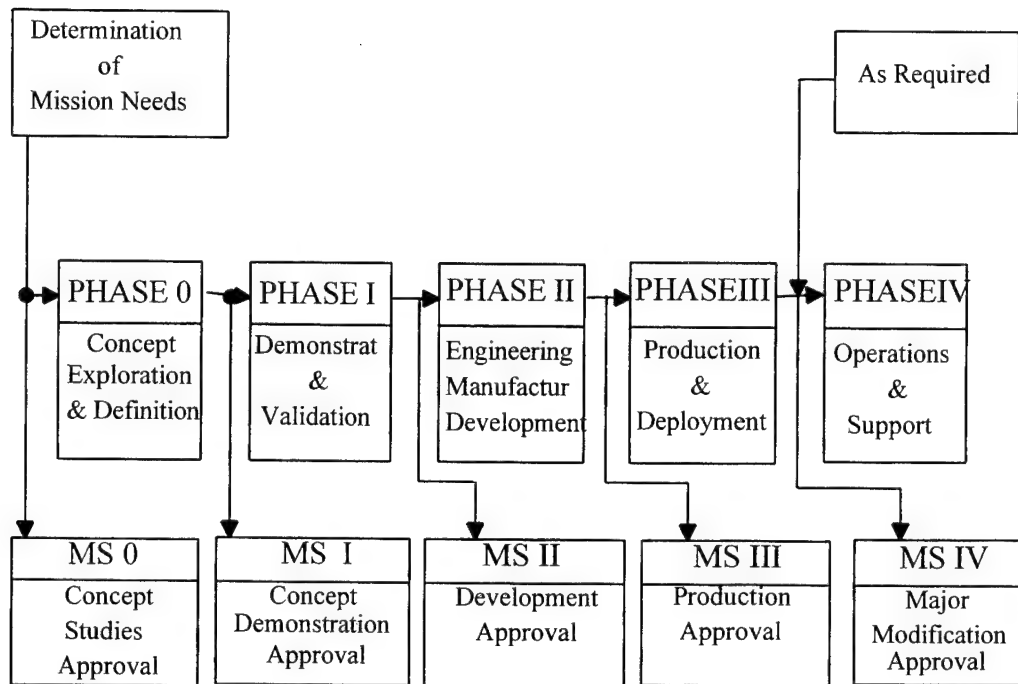 Determination
of
Mission Needs
As Required
PHASE 0
Concept
Exploration
& Definition
PHASE I
Demonstrat
&
Validation
PHASE II
Engineering
Manufactur
Development
PHASEIII
Production
&
Deployment
PHASEIV
Operations
&
Support
MS 0
Concept
Studies
Approval
MS I
Concept
Demonstration
Approval
MS II
Development
Approval
MS III
Production
Approval
MS IV
Major
Modification
Approval